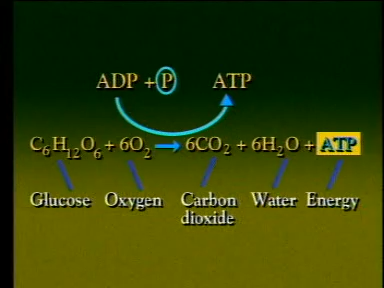 ADP + P ATP
C6H12O6 + 6O2 → 6CO2 + 6H2O + ATP
Glucose Oxygen Carbon dioxide Water Energy